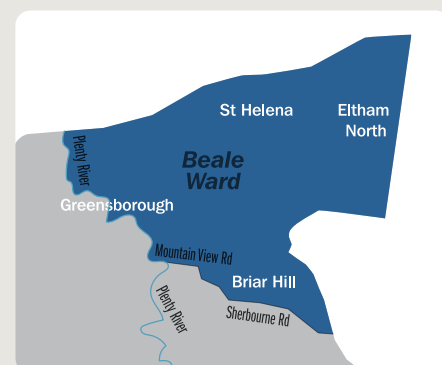 St Helena
Eltham
North
Plenty River
Beale
Ward
Greensborough
Mountain View Rd
Briar Hill
Plenty River
Sherbourne Rd